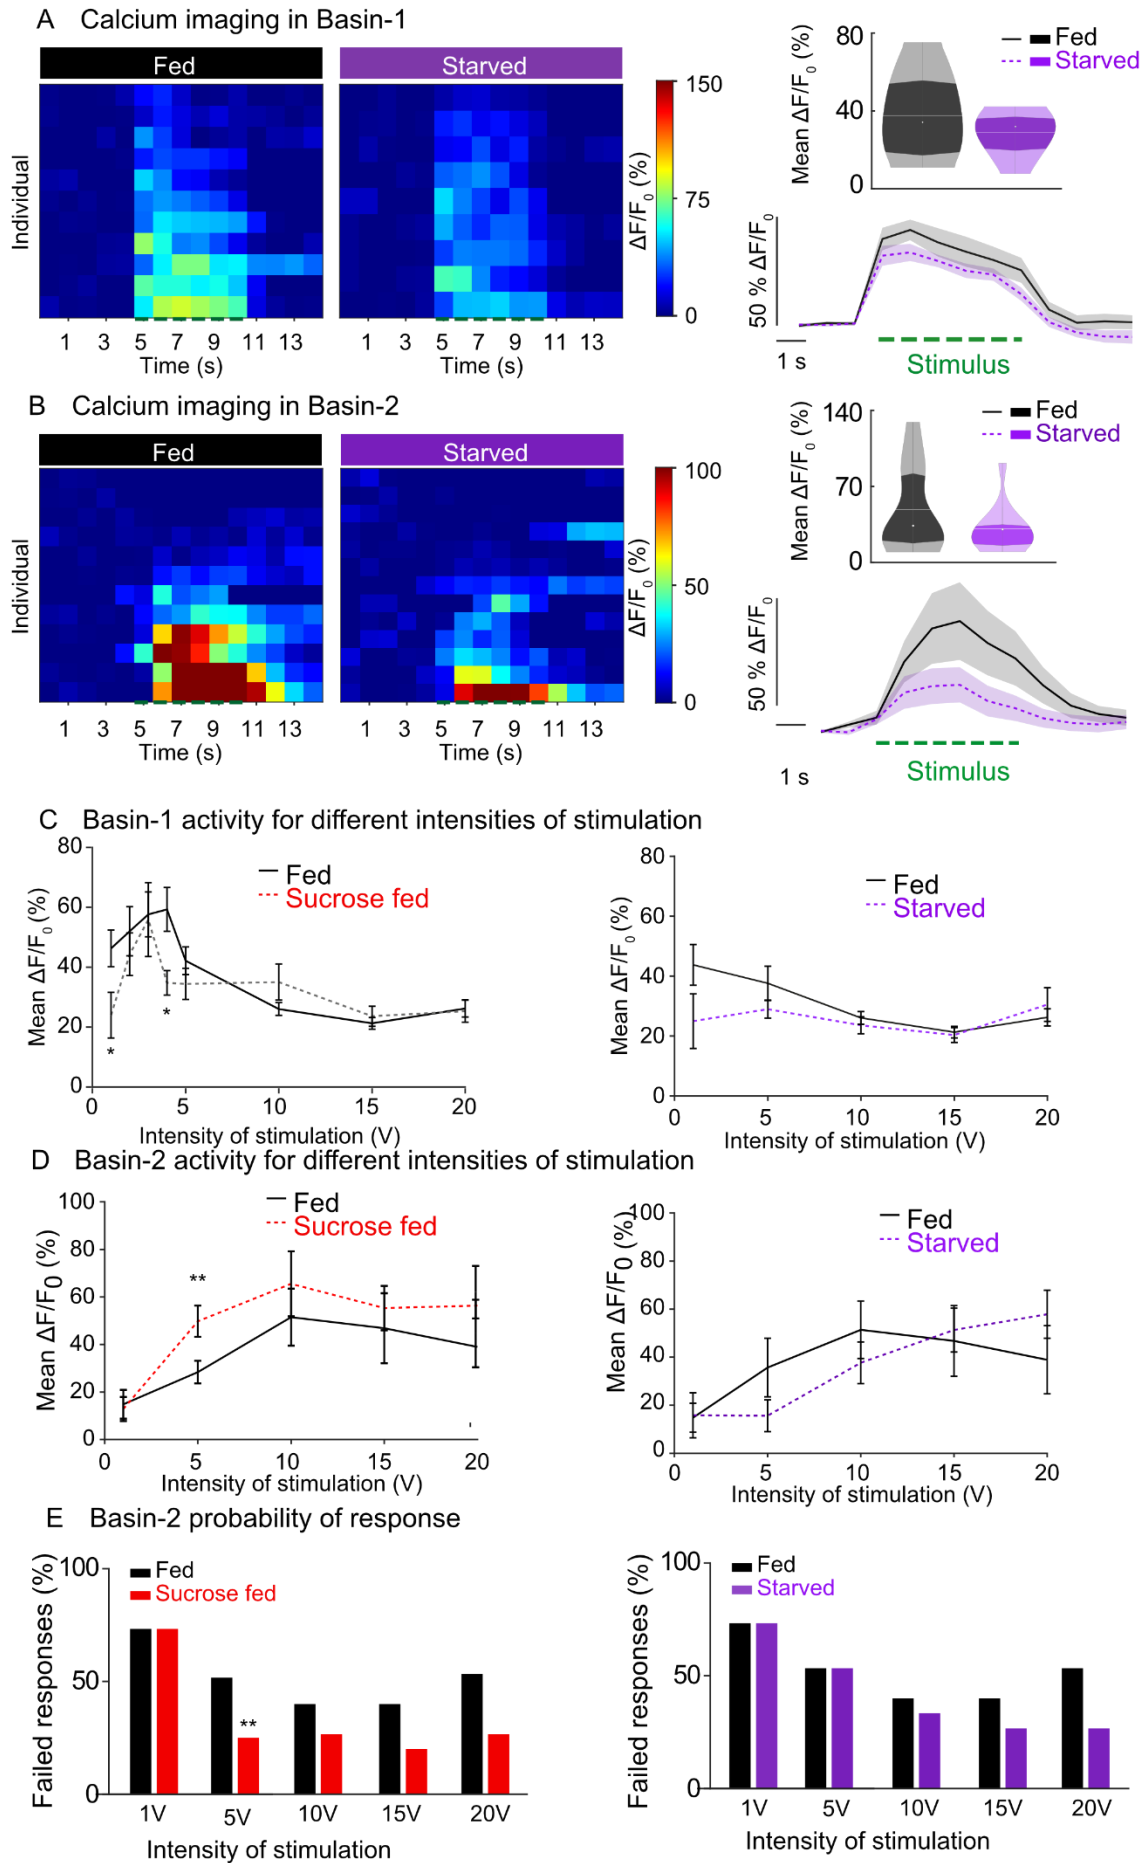 A Calcium imaging in Basin-1
Fed
Starved
Individual
1 3 5 7 9 11 13
Time (s)
1 3 5 7 9 11 13
Time (s)
150
75
0
ΔF/F0 (%)
80
40
0
Mean ΔF/F0 (%)
Fed
Starved
50 % ΔF/F0
1 s
Stimulus
B Calcium imaging in Basin-2
Fed
Starved
Individual
1 3 5 7 9 11 13
Time (s)
1 3 5 7 9 11 13
Time (s)
100
50
0
ΔF/F0 (%)
140
70
0
Mean ΔF/F0 (%)
Fed
Starved
50 % ΔF/F0
1 s
Stimulus
C Basin-1 activity for different intensities of stimulation
80
60
40
20
0
Mean ΔF/F0 (%)
Fed
Sucrose fed
*
*
0 5 10 15 20
Intensity of stimulation (V)
80
60
40
20
0
Mean ΔF/F0 (%)
Fed
Starved
0 5 10 15 20
Intensity of stimulation (V)
D Basin-2 activity for different intensities of stimulation
100
80
60
40
20
0
Mean ΔF/F0 (%)
Fed
Sucrose fed
**
0 5 10 15 20
Intensity of stimulation (V)
100
80
60
40
20
0
Mean ΔF/F0 (%)
Fed
Starved
0 5 10 15 20
Intensity of stimulation (V)
E Basin-2 probability of response
100
50
0
Failed responses (%)
Fed
Sucrose fed
**
1V 5V 10V 15V 20V
Intensity of stimulation
100
50
0
Failed responses (%)
Fed
Starved
1V 5V 10V 15V 20V
Intensity of stimulation